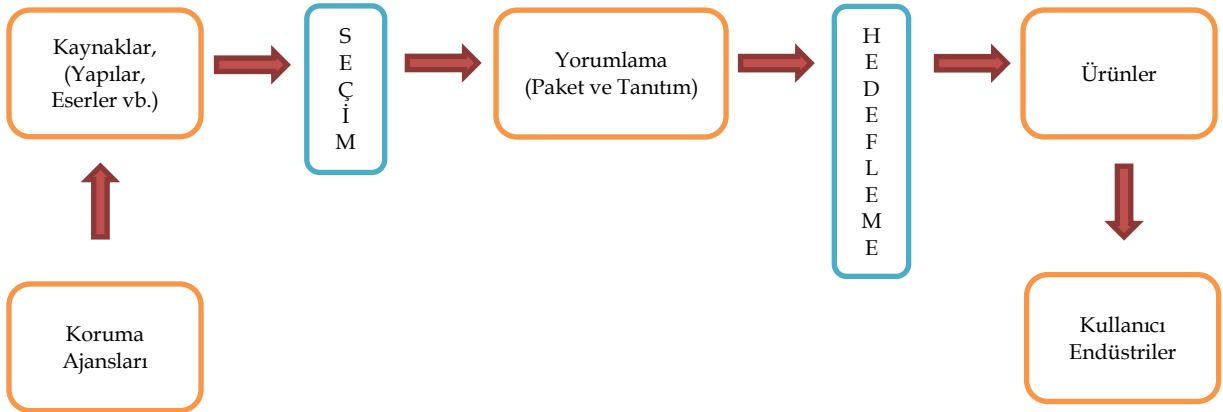 Kaynaklar,
(Yapılar,
Eserler vb.)
S
E
Ç
İ
M
Yorumlama
(Paket ve Tanıtım)
H
E
D
E
F
L
E
M
E
Ürünler
Koruma
Ajansları
Kullanıcı
Endüstriler